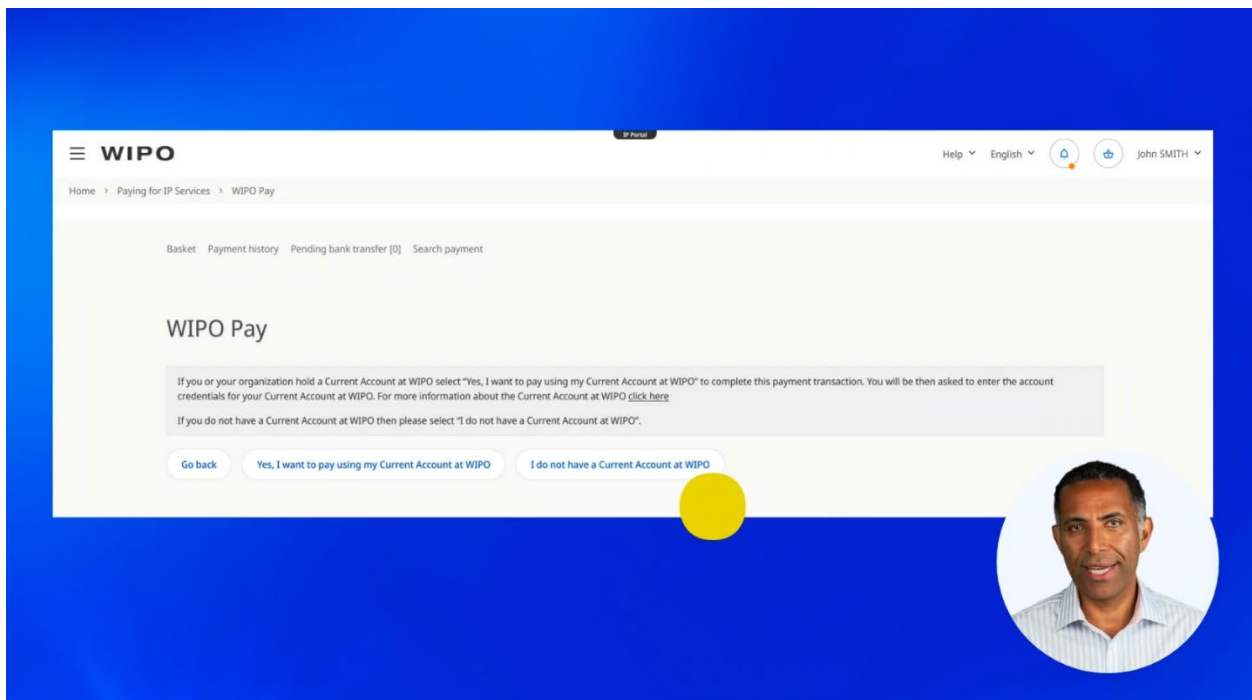 IP Portal
WIPO
Help English John SMITH
Home > Paying for IP Services > WIPO Pay
Basket Payment history Pending bank transfer [0] Search payment
WIPO Pay
If you or your organization hold a Current Account at WIPO select "Yes, I want to pay using my Current Account at WIPO" to complete this payment transaction. You will be then asked to enter the account
credentials for your Current Account at WIPO. For more information about the Current Account at WIPO click here
If you do not have a Current Account at WIPO then please select "I do not have a Current Account at WIPO".
Go back Yes, I want to pay using my Current Account at WIPO I do not have a Current Account at WIPO